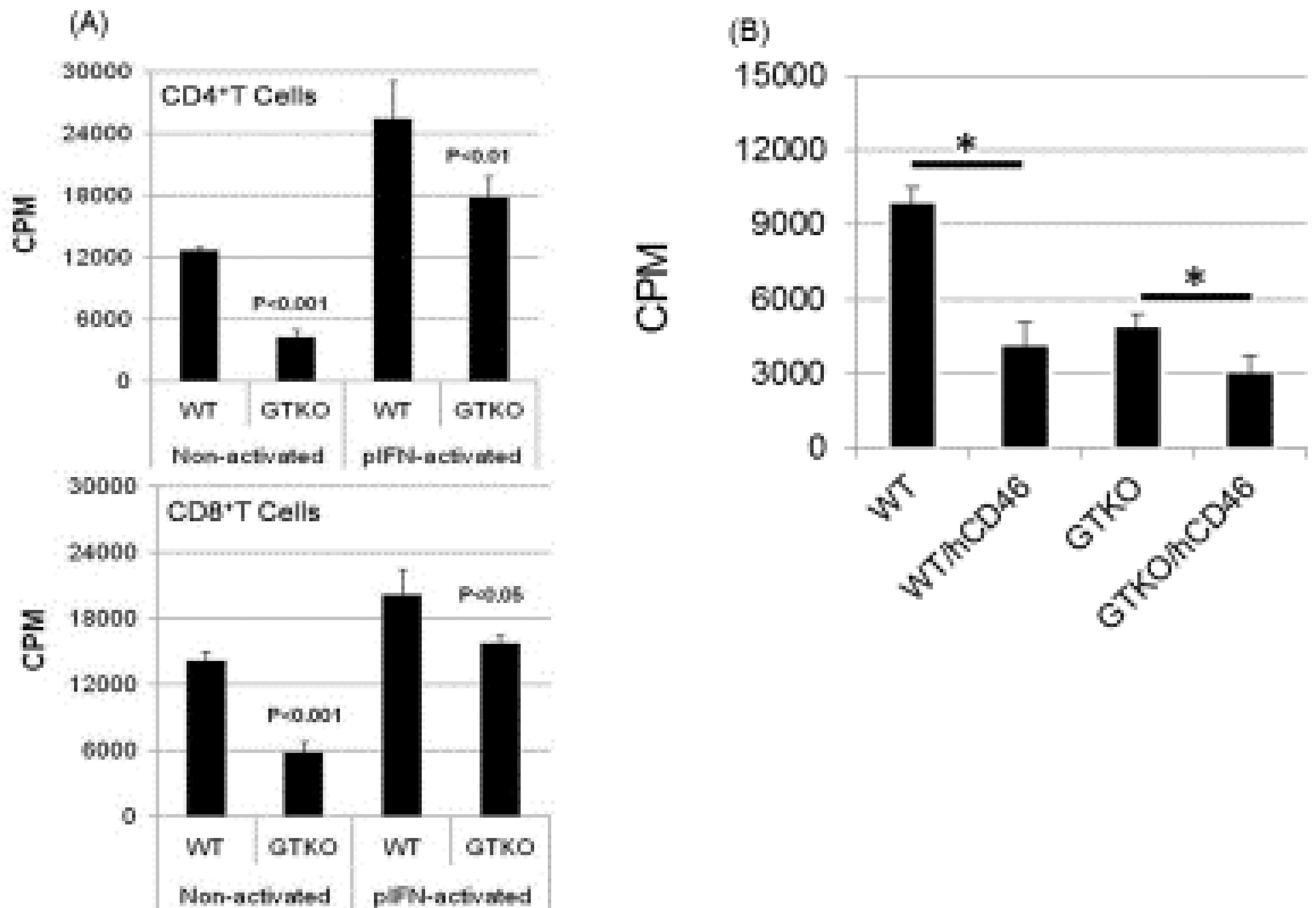 (A)
30000
24000
18000
12000
6000
0
CPM
CD4+T Cells
P<0.001
P<0.01
WT GTKO WT GTKO
Non-activated pIFN-activated
30000
24000
18000
12000
6000
0
CPM
CD8+T Cells
P<0.001
P<0.05
WT GTKO WT GTKO
Non-activated pIFN-activated
(B)
15000
12000
9000
6000
3000
0
CPM
*
*
WT
WT/hCD46
GTKO
GTKO/hCD46